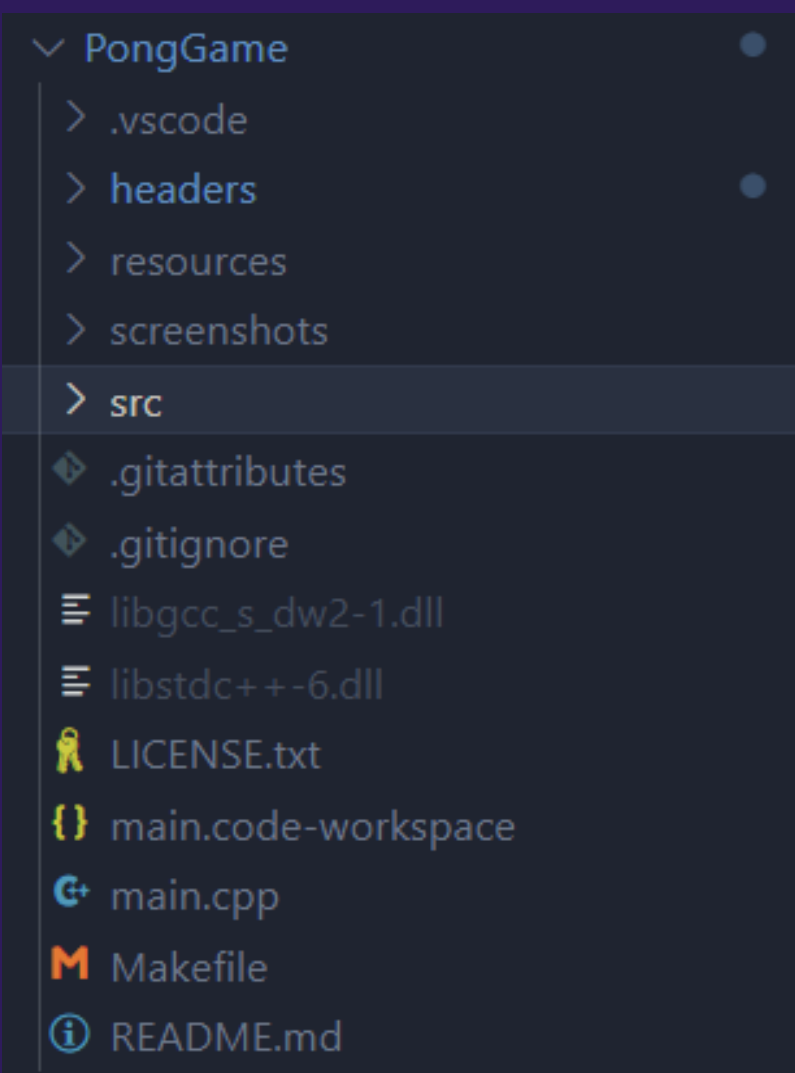 PongGame
.vscode
headers
resources
screenshots
src
.gitattributes
.gitignore
libgcc_s_dw2-1.dll
libstdc++-6.dll
LICENSE.txt
main.code-workspace
main.cpp
Makefile
README.md